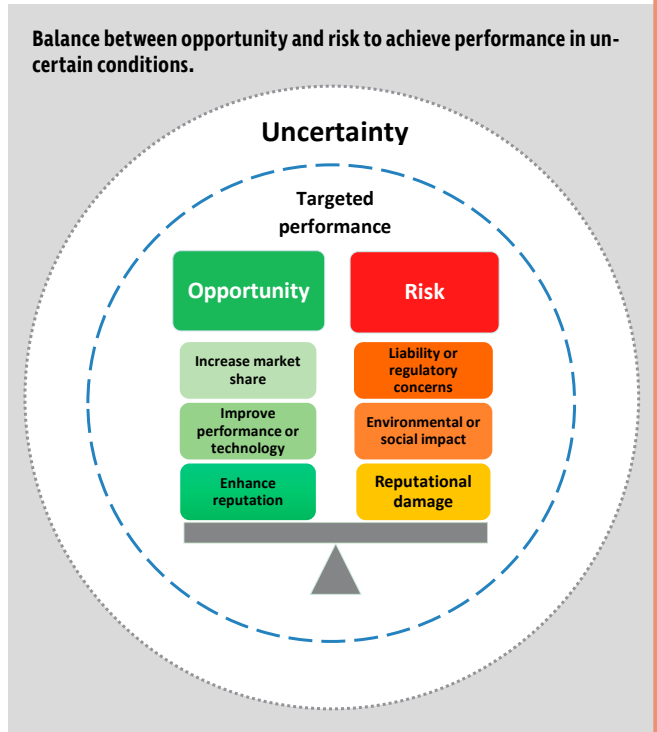 Balance between opportunity and risk to achieve performance in un-
certain conditions.
Uncertainty
Targeted
performance
Opportunity
Risk
Increase market
share
Liability or
regulatory
concerns
Improve
performance or
technology
Environmental or
social impact
Enhance
reputation
Reputational
damage